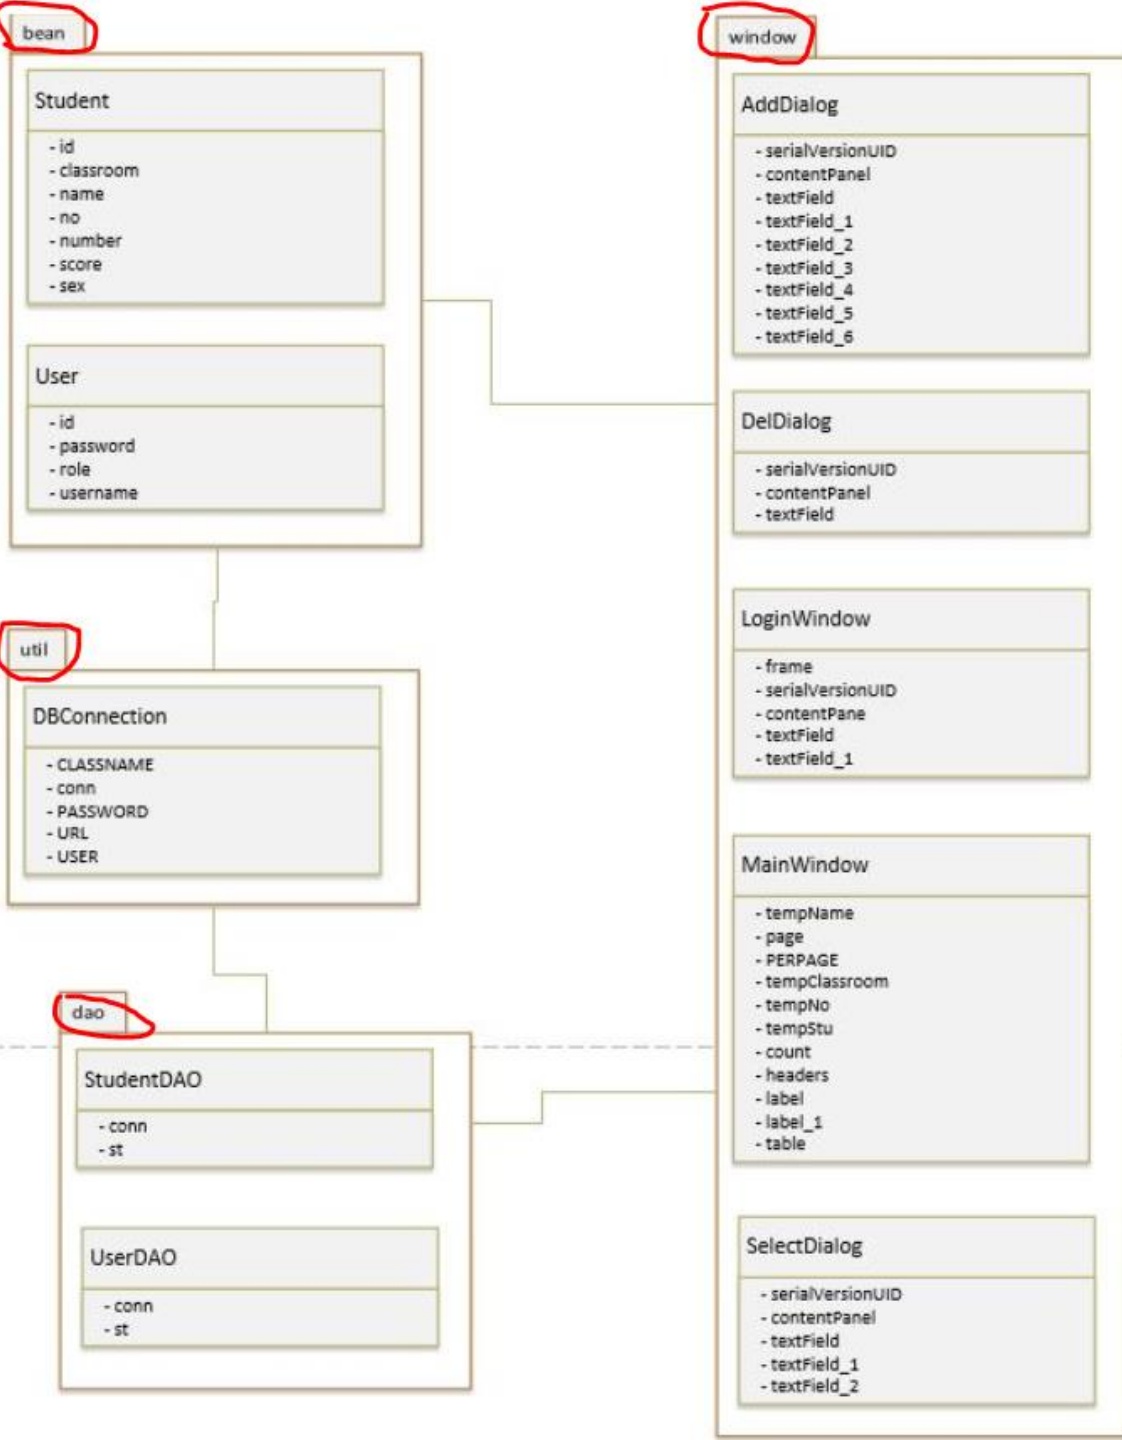 bean
Student
- id
- classroom
- name
- no
- number
- score
- sex
User
- id
- password
- role
- username
util
DBConnection
- CLASSNAME
- conn
- PASSWORD
- URL
- USER
dao
StudentDAO
- conn
- st
UserDAO
- conn
- st
window
AddDialog
- serialVersionUID
- contentPanel
- textField
- textField_1
- textField_2
- textField_3
- textField_4
- textField_5
- textField_6
DelDialog
- serialVersionUID
- contentPanel
- textField
LoginWindow
- frame
- serialVersionUID
- contentPane
- textField
- textField_1
MainWindow
- tempName
- page
- PERPAGE
- tempClassroom
- tempNo
- tempStu
- count
- headers
- label
- label_1
- table
SelectDialog
- serialVersionUID
- contentPanel
- textField
- textField_1
- textField_2